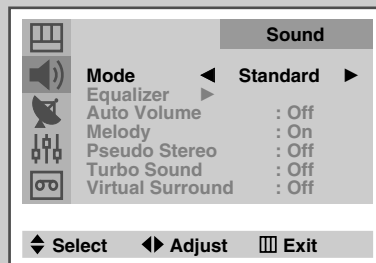 Sound
Mode ◀ Standard ▶
Equalizer ▶
Auto Volume : Off
Melody : On
Pseudo Stereo : Off
Turbo Sound : Off
Virtual Surround : Off
Select Adjust Exit